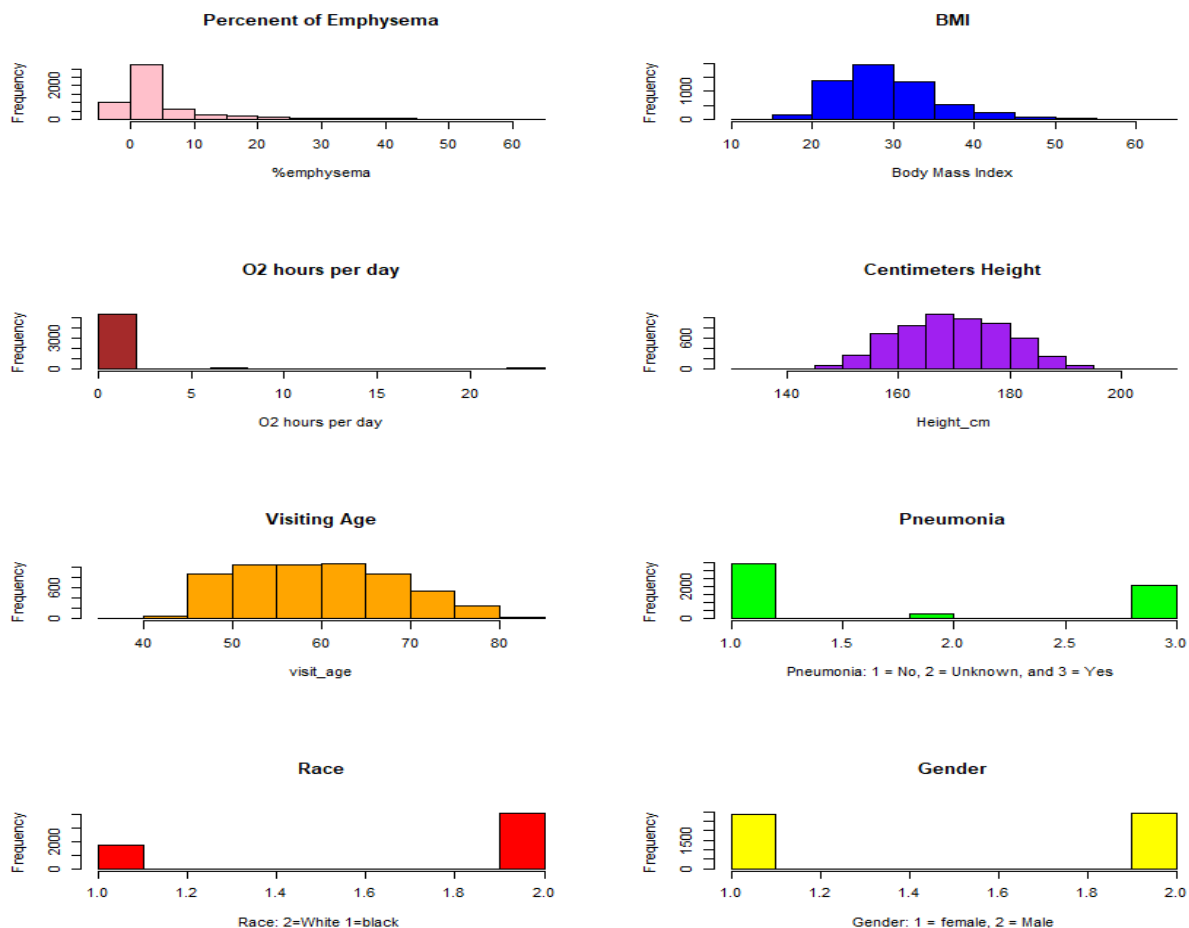 Percenent of Emphysema
Frequency
0 2000
0 10 20 30 40 50 60
%emphysema
BMI
Frequency
0 1000
10 20 30 40 50 60
Body Mass Index
O2 hours per day
Frequency
0 3000
0 5 10 15 20
O2 hours per day
Centimeters Height
Frequency
0 600
140 160 180 200
Height_cm
Visiting Age
Frequency
0 600
40 50 60 70 80
visit_age
Pneumonia
Frequency
0 2000
1.0 1.5 2.0 2.5 3.0
Pneumonia: 1 = No, 2 = Unknown, and 3 = Yes
Race
Frequency
0 2000
1.0 1.2 1.4 1.6 1.8 2.0
Race: 2=White 1=black
Gender
Frequency
0 1500
1.0 1.2 1.4 1.6 1.8 2.0
Gender: 1 = female, 2 = Male